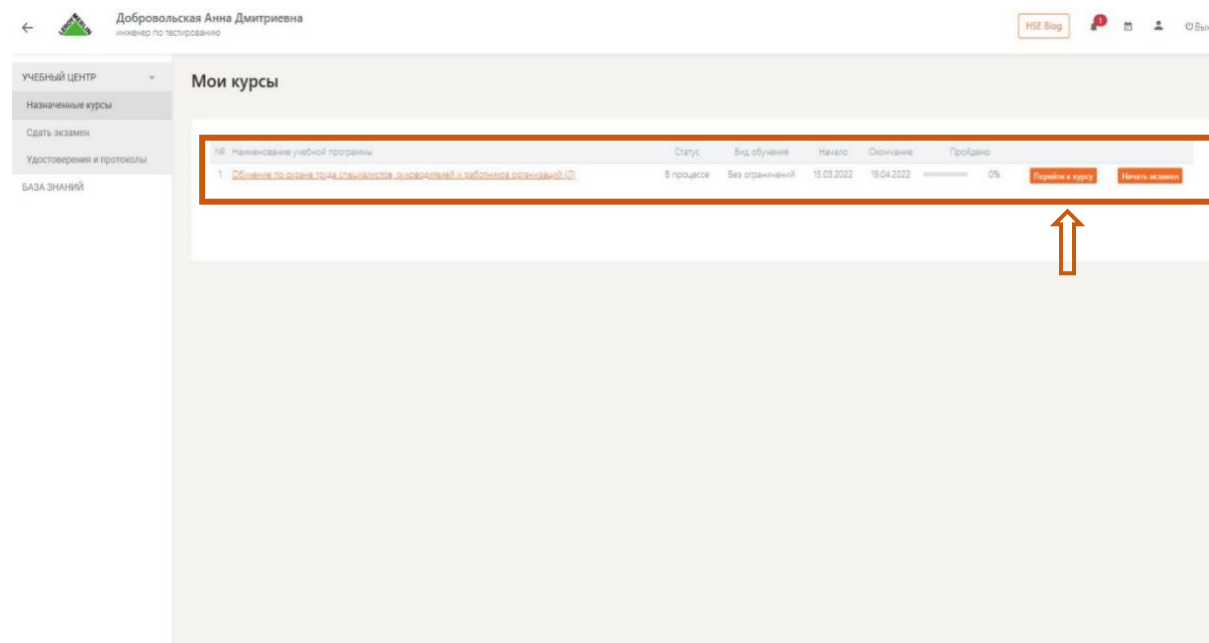 Добровольская Анна Дмитриевна
инженер по тестированию
HSE Blog
1
Вых
УЧЕБНЫЙ ЦЕНТР
Назначенные курсы
Сдать экзамен
Удостоверения и протоколы
БАЗА ЗНАНИЙ
Мои курсы
№ Наименование учебной программы Статус Вид обучения Начало Окончание Пройдено
1 Обучение по охране труда специалистов, руководителей и работников организаций (Л) В процессе Без ограничений 15.03.2022 19.04.2022 0% Перейти к курсу Начать экзамен